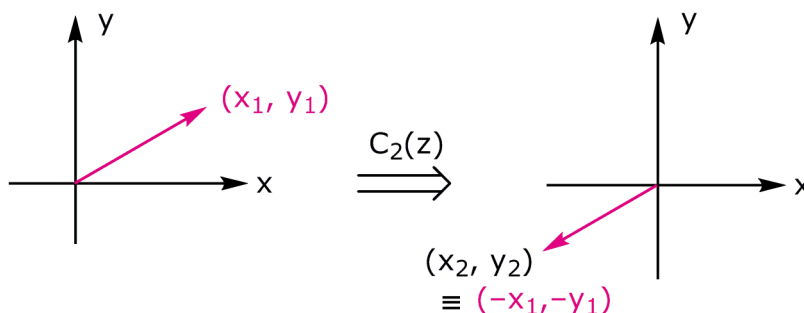 y
(x₁, y₁)
x
C₂(z)
y
x
(x₂, y₂)
≡ (−x₁,−y₁)